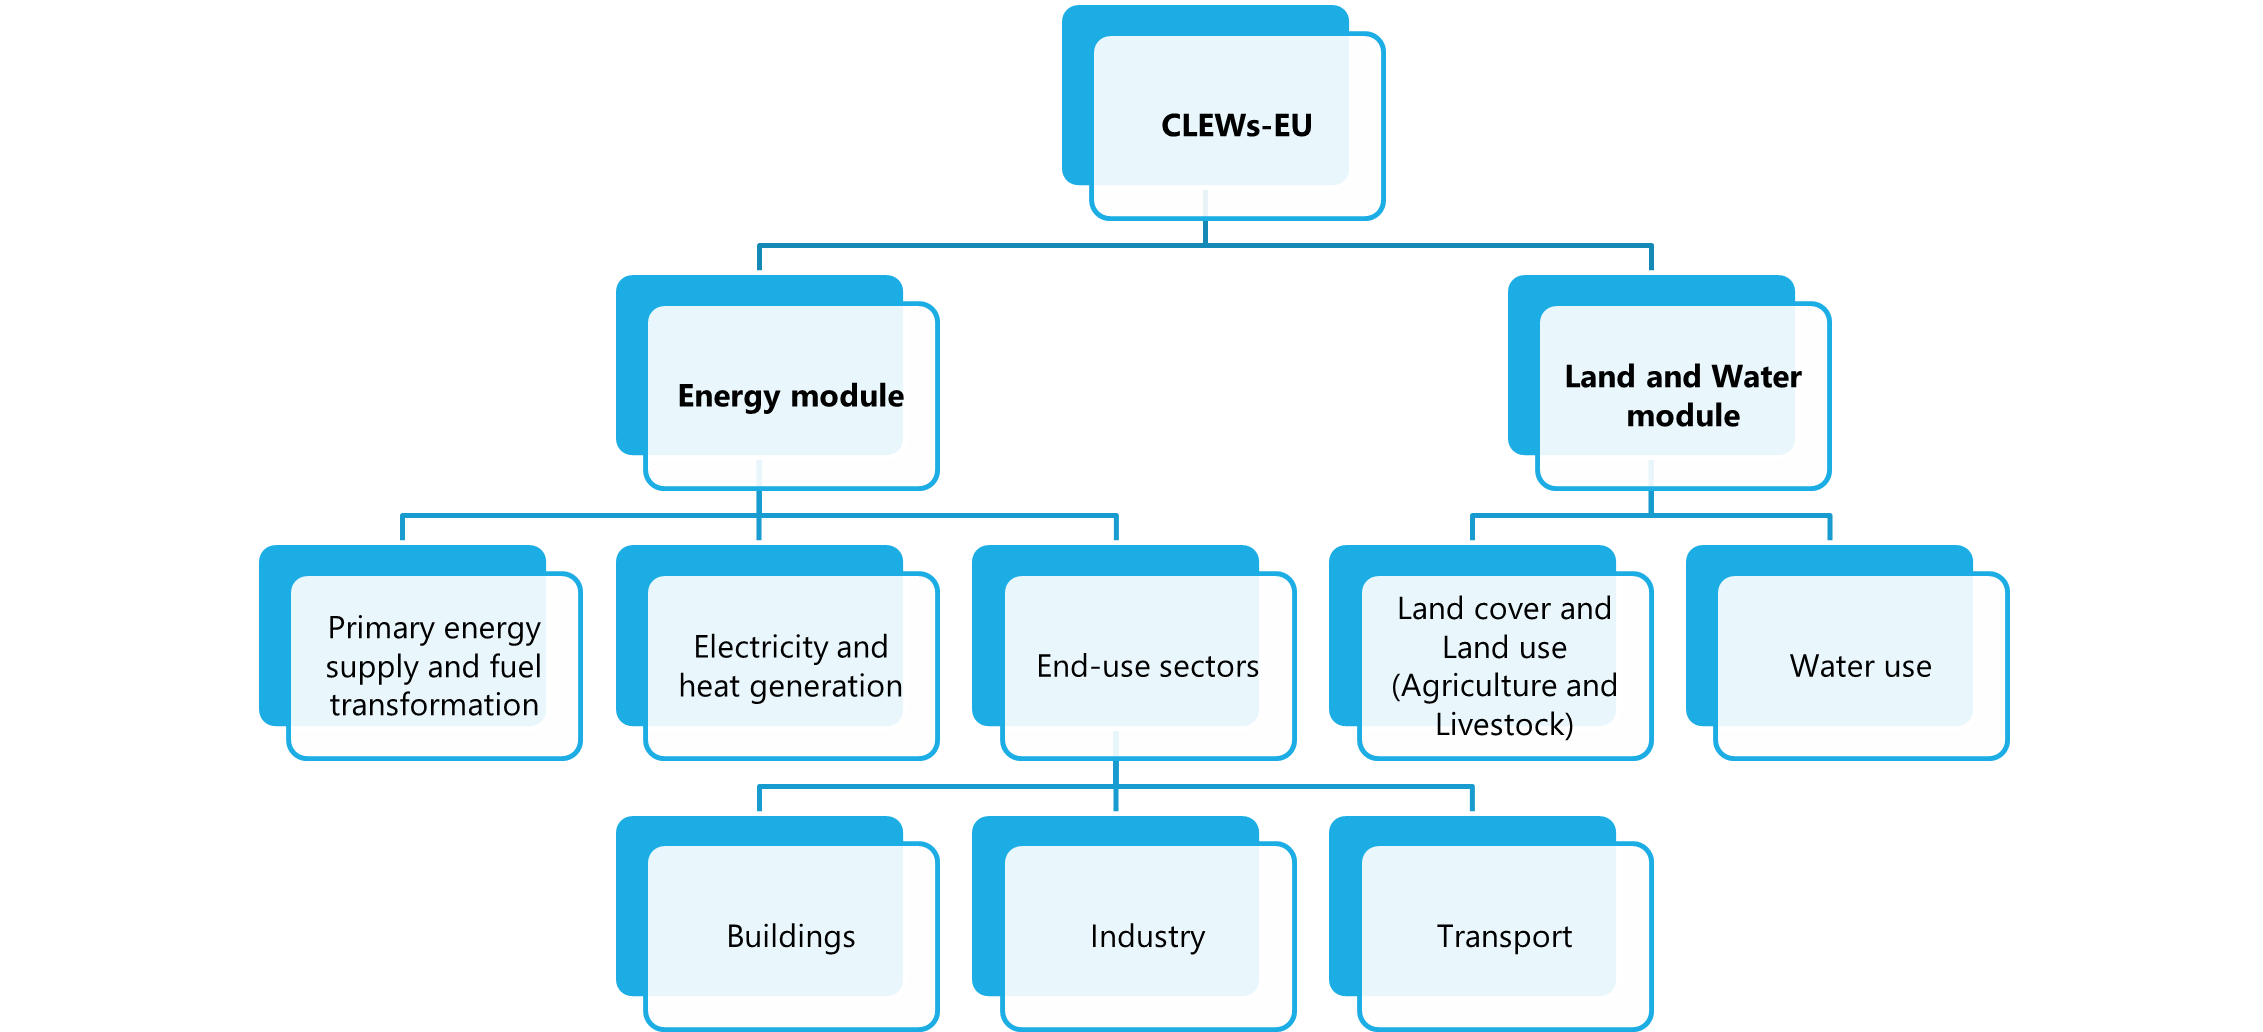 CLEWs-EU
Energy module
Land and Water
module
Primary energy
supply and fuel
transformation
Electricity and
heat generation
End-use sectors
Land cover and
Land use
(Agriculture and
Livestock)
Water use
Buildings
Industry
Transport